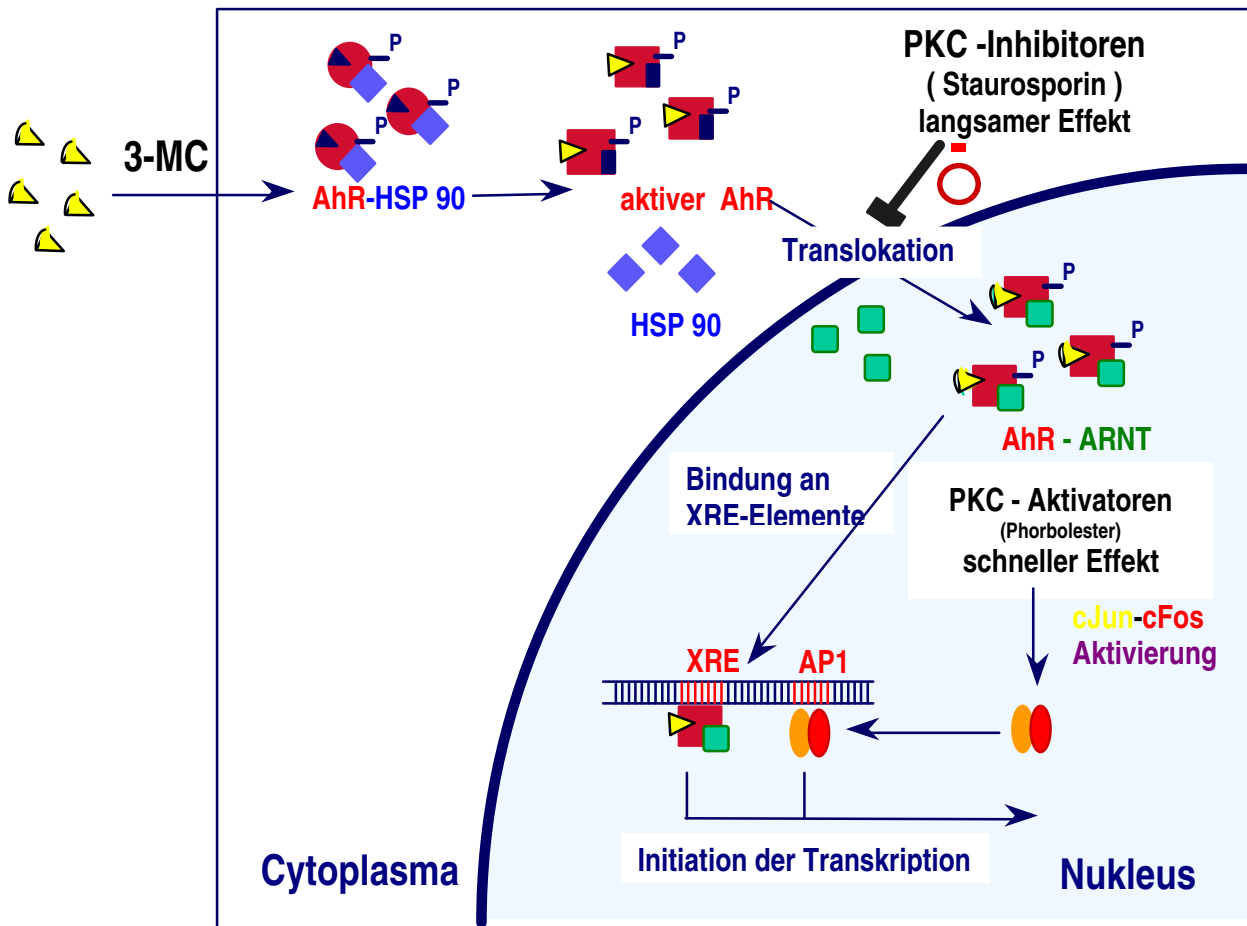 3-MC
P
P
P
AhR-HSP 90
P
P
P
aktiver AhR
HSP 90
PKC -Inhibitoren
( Staurosporin )
langsamer Effekt
Translokation
P
P
P
AhR - ARNT
Bindung an
XRE-Elemente
PKC - Aktivatoren
(Phorbolester)
schneller Effekt
cJun-cFos
Aktivierung
XRE
AP1
Initiation der Transkription
Cytoplasma
Nukleus